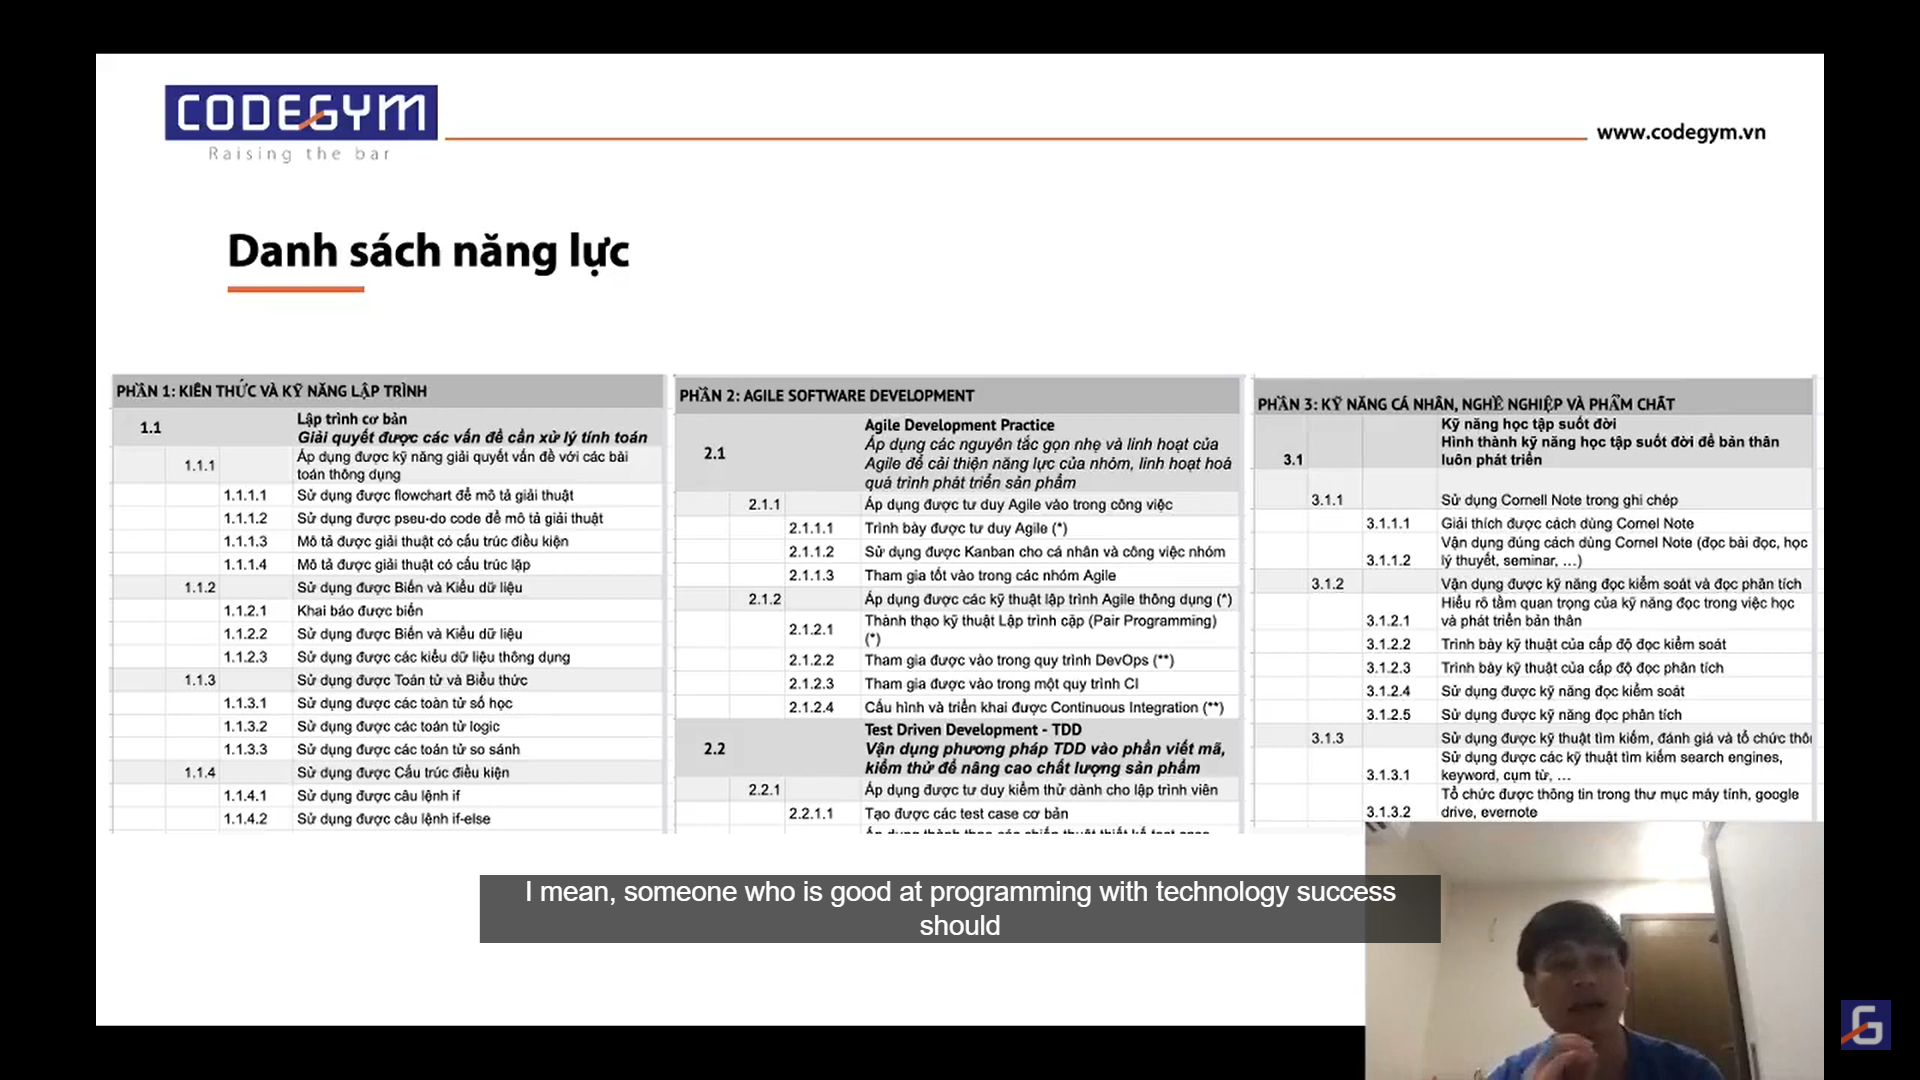 CODEGYM
Raising the bar
www.codegym.vn
Danh sách năng lực
PHẦN 1: KIẾN THỨC VÀ KỸ NĂNG LẬP TRÌNH
1.1 Lập trình cơ bản
Giải quyết được các vấn đề cần xử lý tính toán
1.1.1 Áp dụng được kỹ năng giải quyết vấn đề với các bài
toán thông dụng
1.1.1.1 Sử dụng được flowchart để mô tả giải thuật
1.1.1.2 Sử dụng được pseu-do code để mô tả giải thuật
1.1.1.3 Mô tả được giải thuật có cấu trúc điều kiện
1.1.1.4 Mô tả được giải thuật có cấu trúc lặp
1.1.2 Sử dụng được Biến và Kiểu dữ liệu
1.1.2.1 Khai báo được biến
1.1.2.2 Sử dụng được Biến và Kiểu dữ liệu
1.1.2.3 Sử dụng được các kiểu dữ liệu thông dụng
1.1.3 Sử dụng được Toán tử và Biểu thức
1.1.3.1 Sử dụng được các toàn tử số học
1.1.3.2 Sử dụng được các toán tử logic
1.1.3.3 Sử dụng được các toán tử so sánh
1.1.4 Sử dụng được Cấu trúc điều kiện
1.1.4.1 Sử dụng được câu lệnh if
1.1.4.2 Sử dụng được câu lệnh if-else
PHẦN 2: AGILE SOFTWARE DEVELOPMENT
2.1 Agile Development Practice
Áp dụng các nguyên tắc gọn nhẹ và linh hoạt của
Agile để cải thiện năng lực của nhóm, linh hoạt hoá
quá trình phát triển sản phẩm
2.1.1 Áp dụng được tư duy Agile vào trong công việc
2.1.1.1 Trình bày được tư duy Agile (*)
2.1.1.2 Sử dụng được Kanban cho cá nhân và công việc nhóm
2.1.1.3 Tham gia tốt vào trong các nhóm Agile
2.1.2 Áp dụng được các kỹ thuật lập trình Agile thông dụng (*)
2.1.2.1 Thành thạo kỹ thuật Lập trình cặp (Pair Programming)
(*)
2.1.2.2 Tham gia được vào trong quy trình DevOps (**)
2.1.2.3 Tham gia được vào trong một quy trình CI
2.1.2.4 Cấu hình và triển khai được Continuous Integration (**)
2.2 Test Driven Development - TDD
Vận dụng phương pháp TDD vào phần viết mã,
kiểm thử để nâng cao chất lượng sản phẩm
2.2.1 Áp dụng được tư duy kiểm thử dành cho lập trình viên
2.2.1.1 Tạo được các test case cơ bản
PHẦN 3: KỸ NĂNG CÁ NHÂN, NGHỀ NGHIỆP VÀ PHẨM CHẤT
3.1 Kỹ năng học tập suốt đời
Hình thành kỹ năng học tập suốt đời để bản thân
luôn phát triển
3.1.1 Sử dụng Cornell Note trong ghi chép
3.1.1.1 Giải thích được cách dùng Cornel Note
3.1.1.2 Vận dụng đúng cách dùng Cornel Note (đọc bài đọc, học
lý thuyết, seminar, ...)
3.1.2 Vận dụng được kỹ năng đọc kiểm soát và đọc phân tích
3.1.2.1 Hiểu rõ tầm quan trọng của kỹ năng đọc trong việc học
và phát triển bản thân
3.1.2.2 Trình bày kỹ thuật của cấp độ đọc kiểm soát
3.1.2.3 Trình bày kỹ thuật của cấp độ đọc phân tích
3.1.2.4 Sử dụng được kỹ năng đọc kiểm soát
3.1.2.5 Sử dụng được kỹ năng đọc phân tích
3.1.3 Sử dụng được kỹ thuật tìm kiếm, đánh giá và tổ chức
3.1.3.1 Sử dụng được các kỹ thuật tìm kiếm search engines,
keyword, cụm từ, ...
3.1.3.2 Tổ chức được thông tin trong thư mục máy tính, google
drive, evernote
I mean, someone who is good at programming with technology success
should